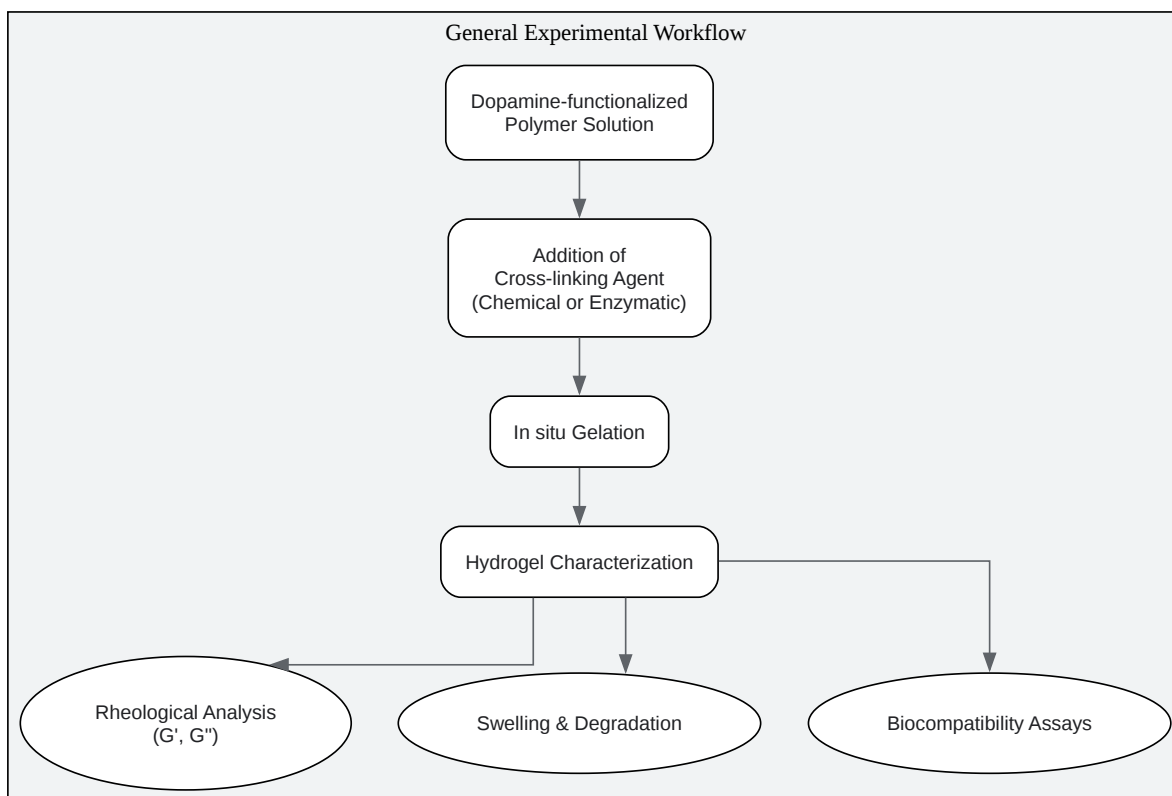 General Experimental Workflow
Dopamine-functionalized
Polymer Solution
Addition of
Cross-linking Agent
(Chemical or Enzymatic)
In situ Gelation
Hydrogel Characterization
Rheological Analysis
(G', G'')
Swelling & Degradation
Biocompatibility Assays